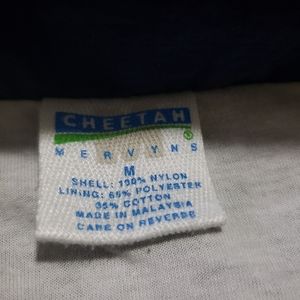 CHEETAH
®
MERVYNS
M
SHELL: 100% NYLON
LINING: 65% POLYESTER
35% COTTON
MADE IN MALAYSIA
CARE ON REVERSE